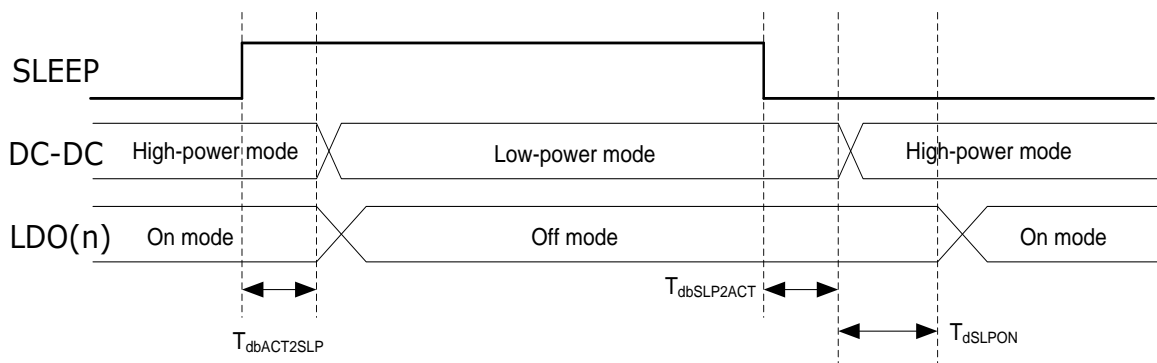 SLEEP
DC-DC
High-power mode
Low-power mode
High-power mode
LDO(n)
On mode
Off mode
On mode
TdbACT2SLP
TdbSLP2ACT
TdSLPON